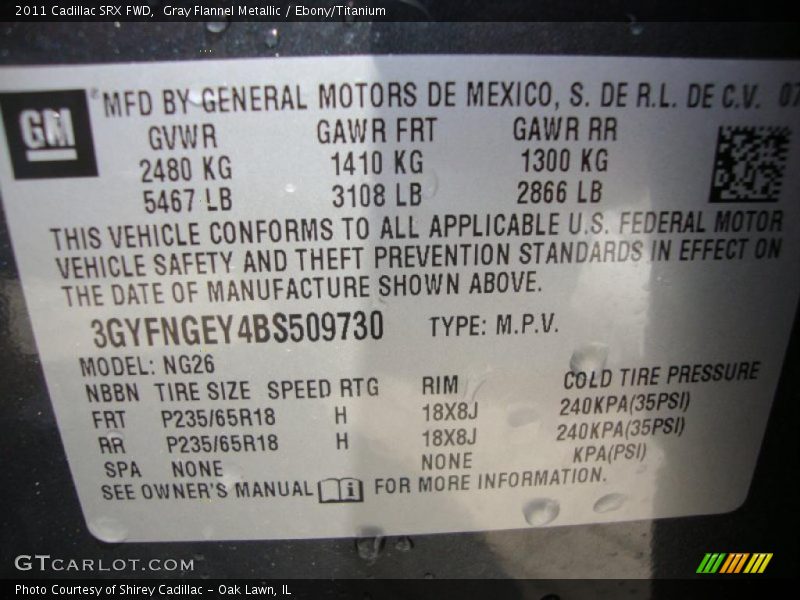 2011 Cadillac SRX FWD,  Gray Flannel Metallic / Ebony/Titanium
GM
® MFD BY GENERAL MOTORS DE MEXICO, S. DE R.L. DE C.V. 07
GVWR GAWR FRT GAWR RR
2480 KG 1410 KG 1300 KG
5467 LB 3108 LB 2866 LB
THIS VEHICLE CONFORMS TO ALL APPLICABLE U.S. FEDERAL MOTOR
VEHICLE SAFETY AND THEFT PREVENTION STANDARDS IN EFFECT ON
THE DATE OF MANUFACTURE SHOWN ABOVE.
3GYFNGEY4BS509730 TYPE: M.P.V.
MODEL: NG26
NBBN TIRE SIZE SPEED RTG RIM COLD TIRE PRESSURE
FRT P235/65R18 H 18X8J 240KPA(35PSI)
RR P235/65R18 H 18X8J 240KPA(35PSI)
SPA NONE NONE KPA(PSI)
SEE OWNER'S MANUAL i FOR MORE INFORMATION.
GTCARLOT.COM
Photo Courtesy of Shirey Cadillac - Oak Lawn, IL